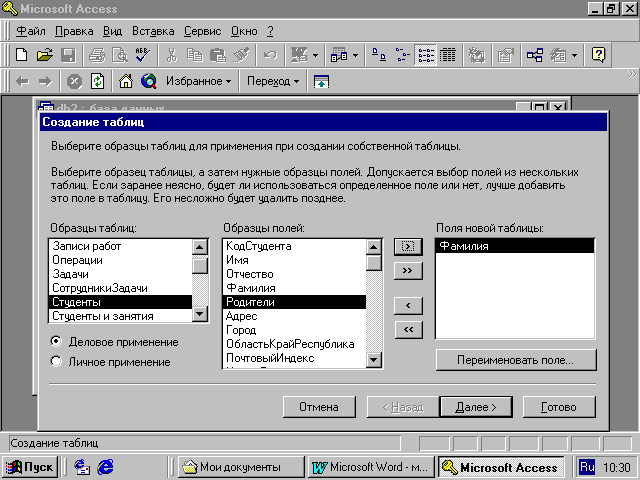 Microsoft Access
Файл Правка Вид Вставка Сервис Окно ?
Избранное Переход
db2 : база данных
Создание таблиц
Выберите образцы таблиц для применения при создании собственной таблицы.
Выберите образец таблицы, а затем нужные образцы полей. Допускается выбор полей из нескольких
таблиц. Если заранее неясно, будет ли использоваться определенное поле или нет, лучше добавить
это поле в таблицу. Его несложно будет удалить позднее.
Образцы таблиц: Образцы полей: Поля новой таблицы:
Записи работ КодСтудента > Фамилия
Операции Имя
Задачи Отчество >>
СотрудникиЗадачи Фамилия
Студенты Родители <
Студенты и занятия Адрес
Город <<
Деловое применение ОбластьКрайРеспублика
Личное применение ПочтовыйИндекс Переименовать поле...
Отмена < Назад Далее > Готово
Создание таблиц
Пуск Мои документы Microsoft Word - м... Microsoft Access Ru 10:30